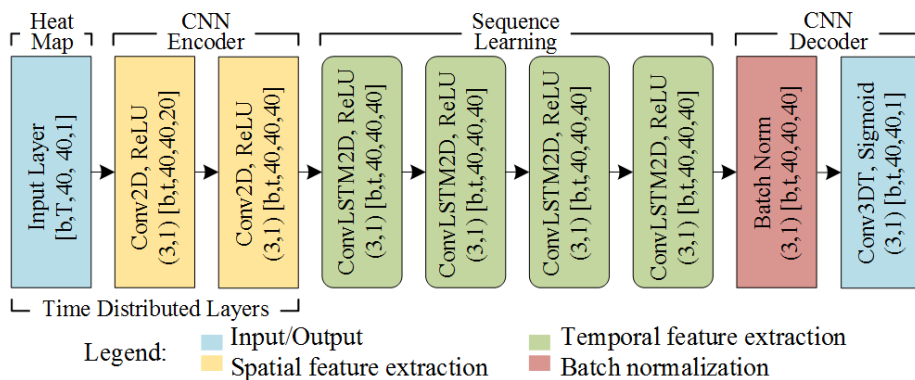 Heat
Map
CNN
Encoder
Sequence
Learning
CNN
Decoder
Input Layer
[b,T,40, 40,1]
Conv2D, ReLU
(3,1) [b,t,40,40,20]
Conv2D, ReLU
(3,1) [b,t,40,40,40]
ConvLSTM2D, ReLU
(3,1) [b,t,40,40,40]
ConvLSTM2D, ReLU
(3,1) [b,t,40,40,40]
ConvLSTM2D, ReLU
(3,1) [b,t,40,40,40]
ConvLSTM2D, ReLU
(3,1) [b,t,40,40,40]
Batch Norm
(3,1) [b,t,40,40,40]
Conv3DT, Sigmoid
(3,1) [b,t,40,40,1]
Time Distributed Layers
Legend:
Input/Output
Spatial feature extraction
Temporal feature extraction
Batch normalization